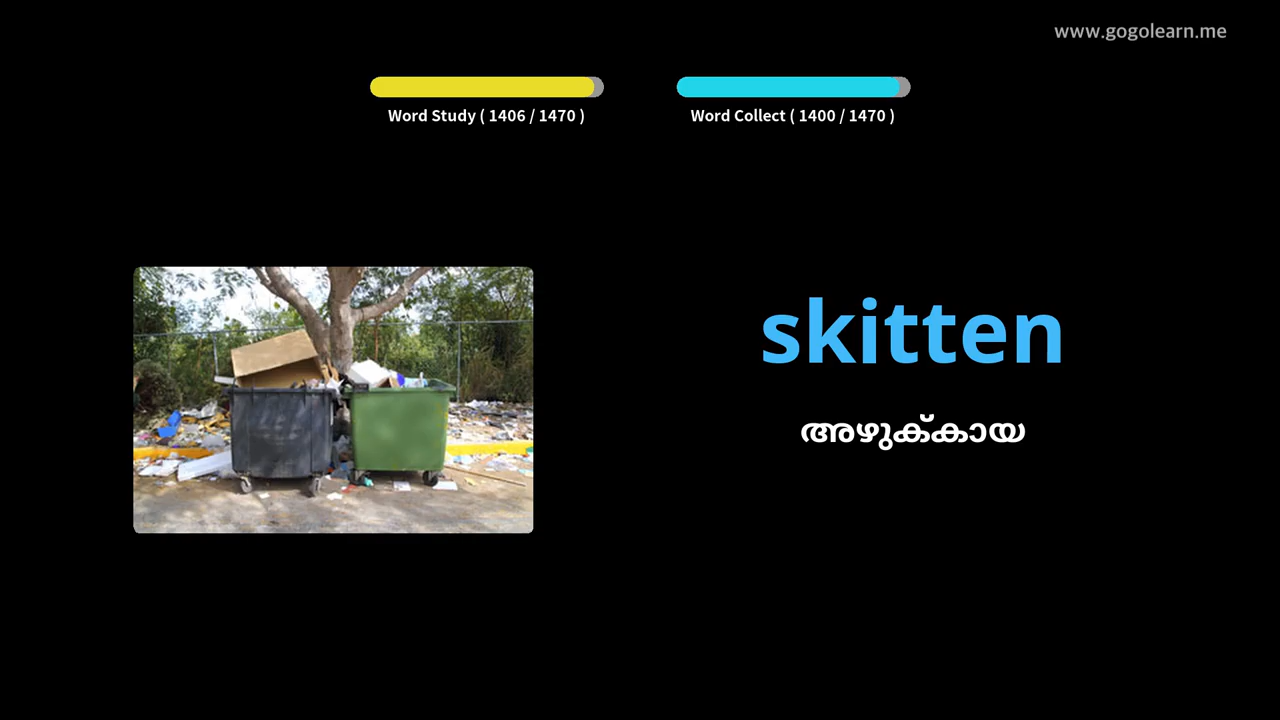 www.gogolearn.me
Word Study ( 1406 / 1470 )
Word Collect ( 1400 / 1470 )
skitten
അഴുക്കായ